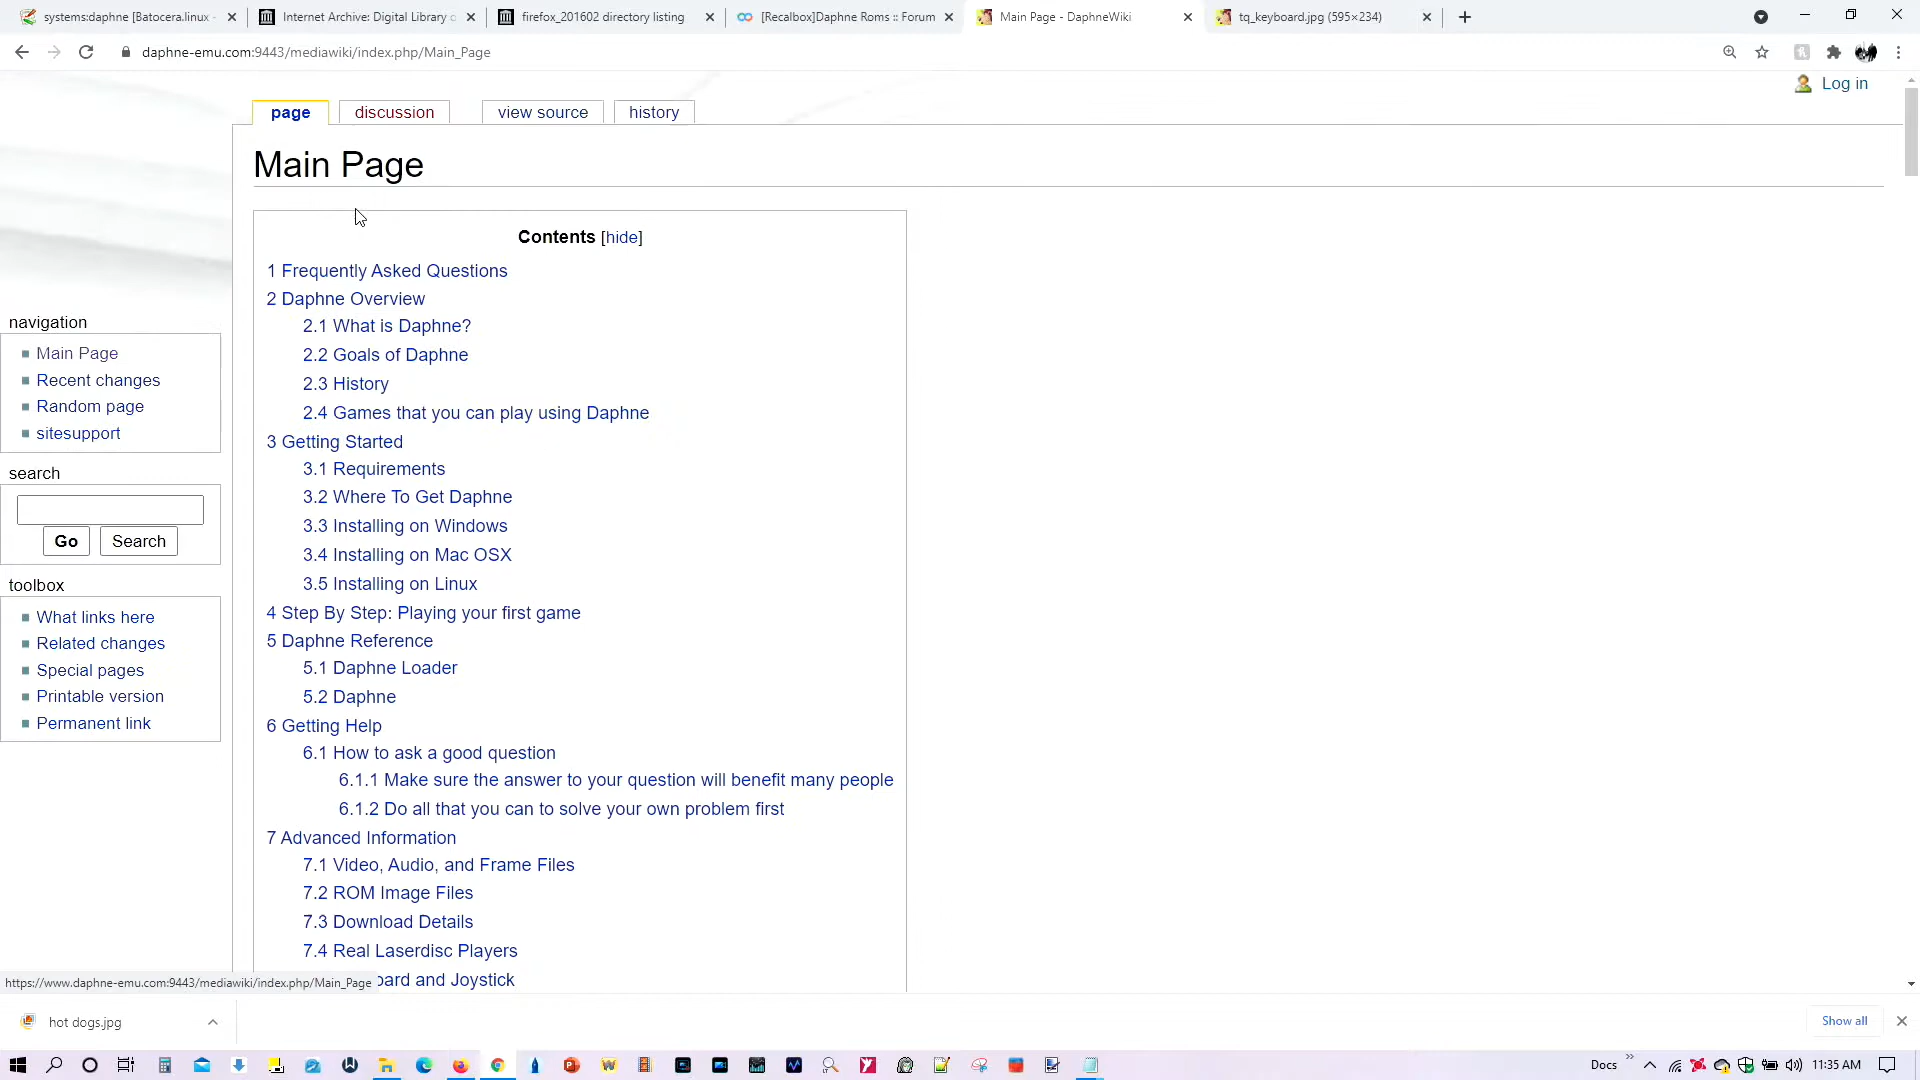 systems:daphne [Batocera.linux -
Internet Archive: Digital Library o
firefox_201602 directory listing
[Recalbox]Daphne Roms :: Forum
Main Page - DaphneWiki
tq_keyboard.jpg (595×234)
daphne-emu.com:9443/mediawiki/index.php/Main_Page
Log in
page
discussion
view source
history
Main Page
Contents [hide]
1 Frequently Asked Questions
2 Daphne Overview
2.1 What is Daphne?
2.2 Goals of Daphne
2.3 History
2.4 Games that you can play using Daphne
3 Getting Started
3.1 Requirements
3.2 Where To Get Daphne
3.3 Installing on Windows
3.4 Installing on Mac OSX
3.5 Installing on Linux
4 Step By Step: Playing your first game
5 Daphne Reference
5.1 Daphne Loader
5.2 Daphne
6 Getting Help
6.1 How to ask a good question
6.1.1 Make sure the answer to your question will benefit many people
6.1.2 Do all that you can to solve your own problem first
7 Advanced Information
7.1 Video, Audio, and Frame Files
7.2 ROM Image Files
7.3 Download Details
7.4 Real Laserdisc Players
oard and Joystick
navigation
Main Page
Recent changes
Random page
sitesupport
search
Go
Search
toolbox
What links here
Related changes
Special pages
Printable version
Permanent link
https://www.daphne-emu.com:9443/mediawiki/index.php/Main_Page
hot dogs.jpg
Show all
Docs
11:35 AM